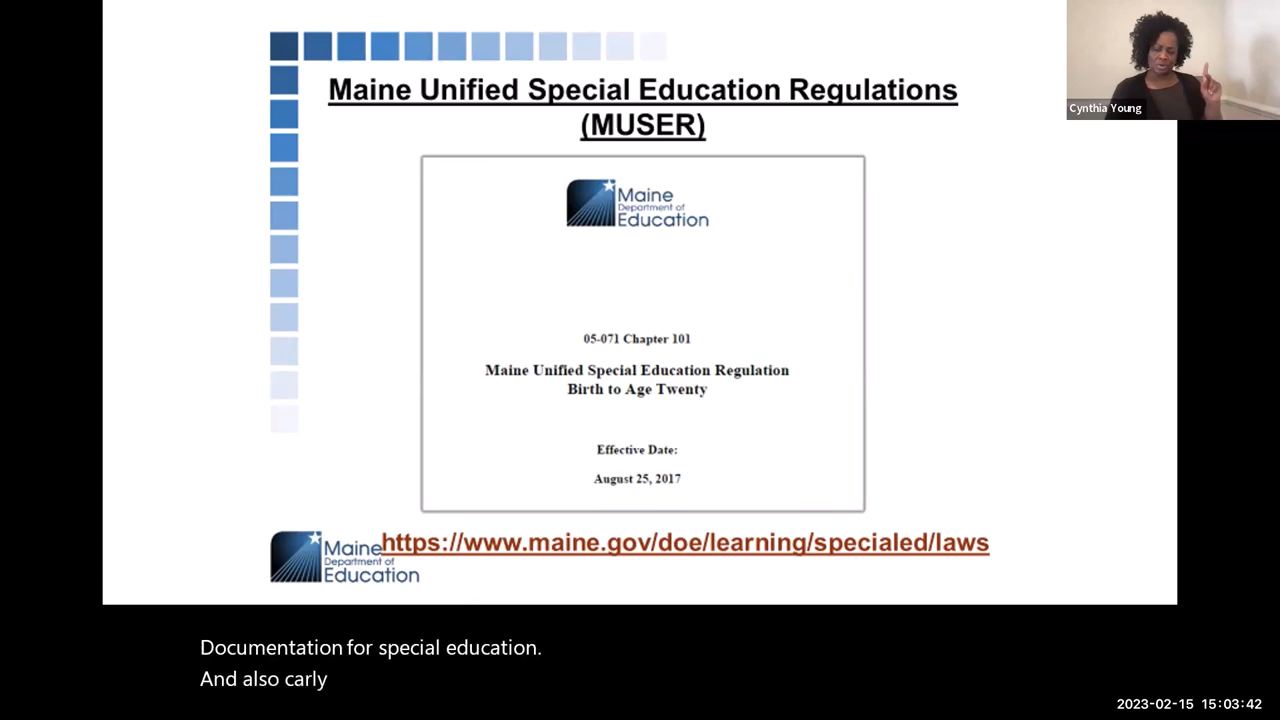 Maine Unified Special Education Regulations
(MUSER)
Cynthia Young
Maine
Department of
Education
05-071 Chapter 101
Maine Unified Special Education Regulation
Birth to Age Twenty
Effective Date:
August 25, 2017
https://www.maine.gov/doe/learning/specialed/laws
Maine
Department of
Education
Documentation for special education.
And also carly
2023-02-15 15:03:42